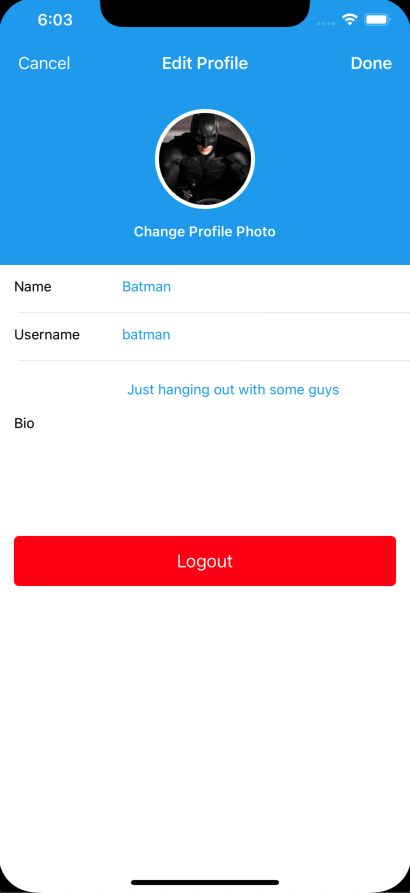 6:03
Cancel Edit Profile Done
Change Profile Photo
Name Batman
Username batman
Just hanging out with some guys
Bio
Logout